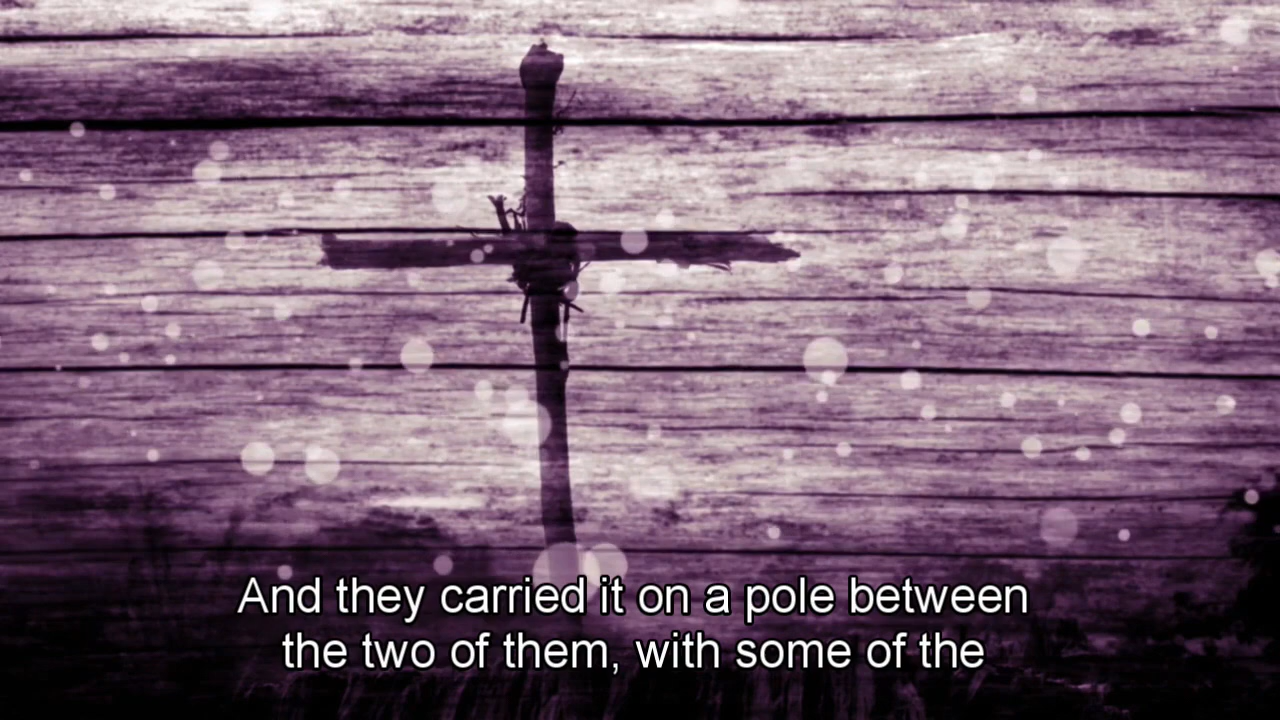 And they carried it on a pole between
the two of them, with some of the